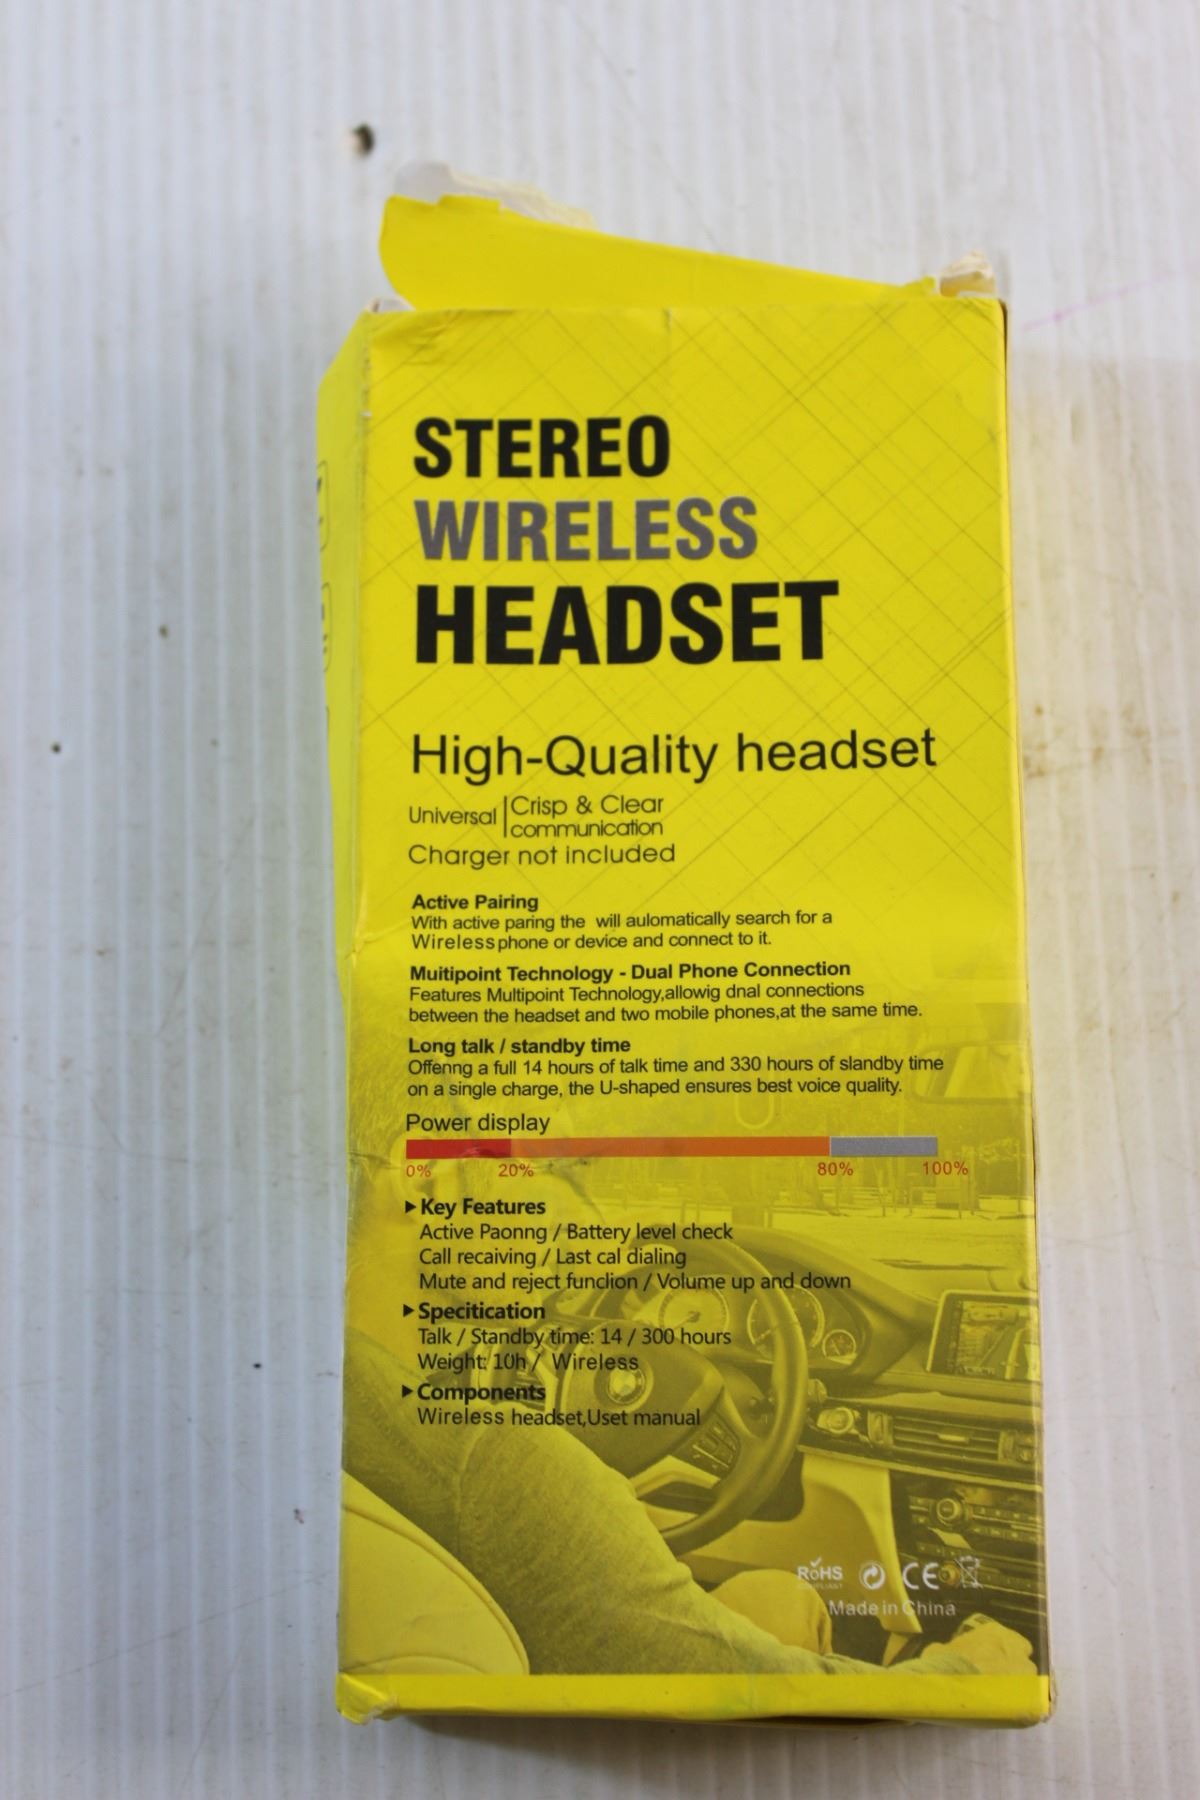 STEREO
WIRELESS
HEADSET
High-Quality headset
Universal Crisp & Clear
communication
Charger not included
Active Pairing
With active paring the will aulomatically search for a
Wireless phone or device and connect to it.
Multipoint Technology - Dual Phone Connection
Features Multipoint Technology,allowig dnal connections
between the headset and two mobile phones,at the same time.
Long talk / standby time
Offenng a full 14 hours of talk time and 330 hours of slandby time
on a single charge, the U-shaped ensures best voice quality.
Power display
0% 20% 80% 100%
Key Features
Active Paonng / Battery level check
Call recaiving / Last cal dialing
Mute and reject funclion / Volume up and down
Specitication
Talk / Standby time: 14 / 300 hours
Weight: 10h / Wireless
Components
Wireless headset,Uset manual
RoHS CE
COMPLIANT
Made in China